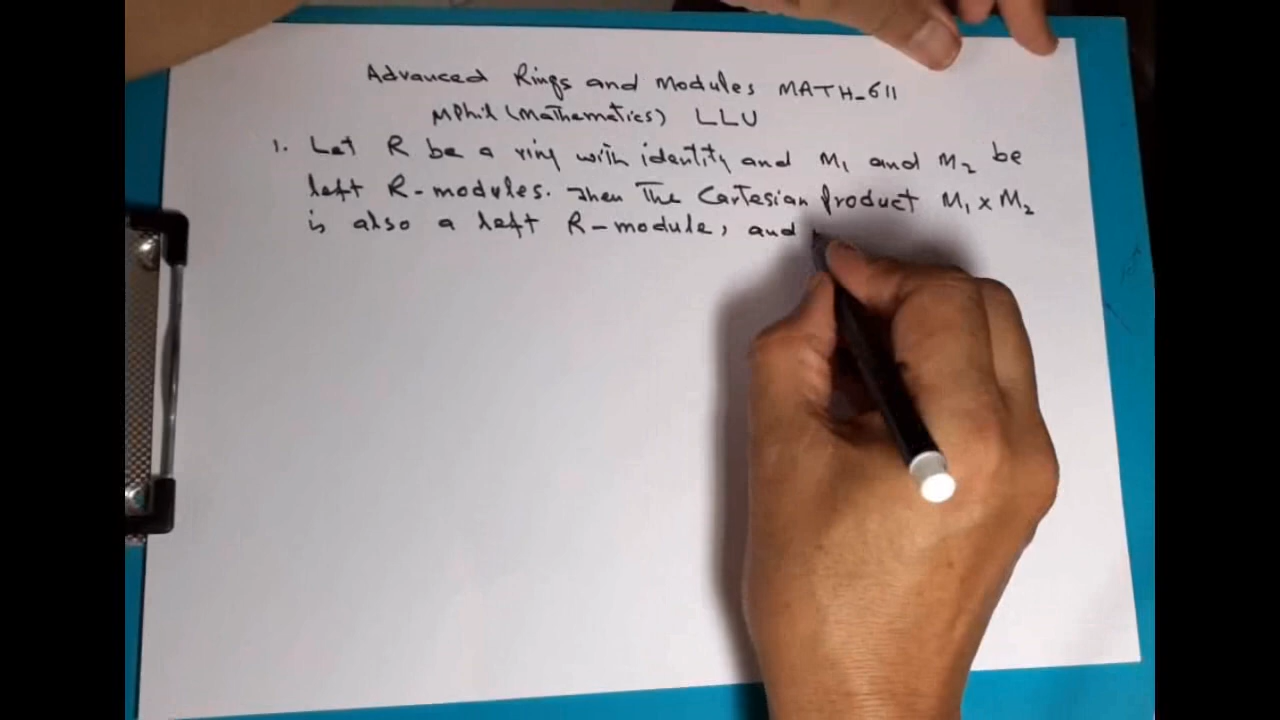 Advanced Rings and Modules MATH-611
MPhil (Mathematics) LLU
1. Let R be a ring with identity and M₁ and M₂ be
left R-modules. Then the Cartesian product M₁ × M₂
is also a left R-module, and